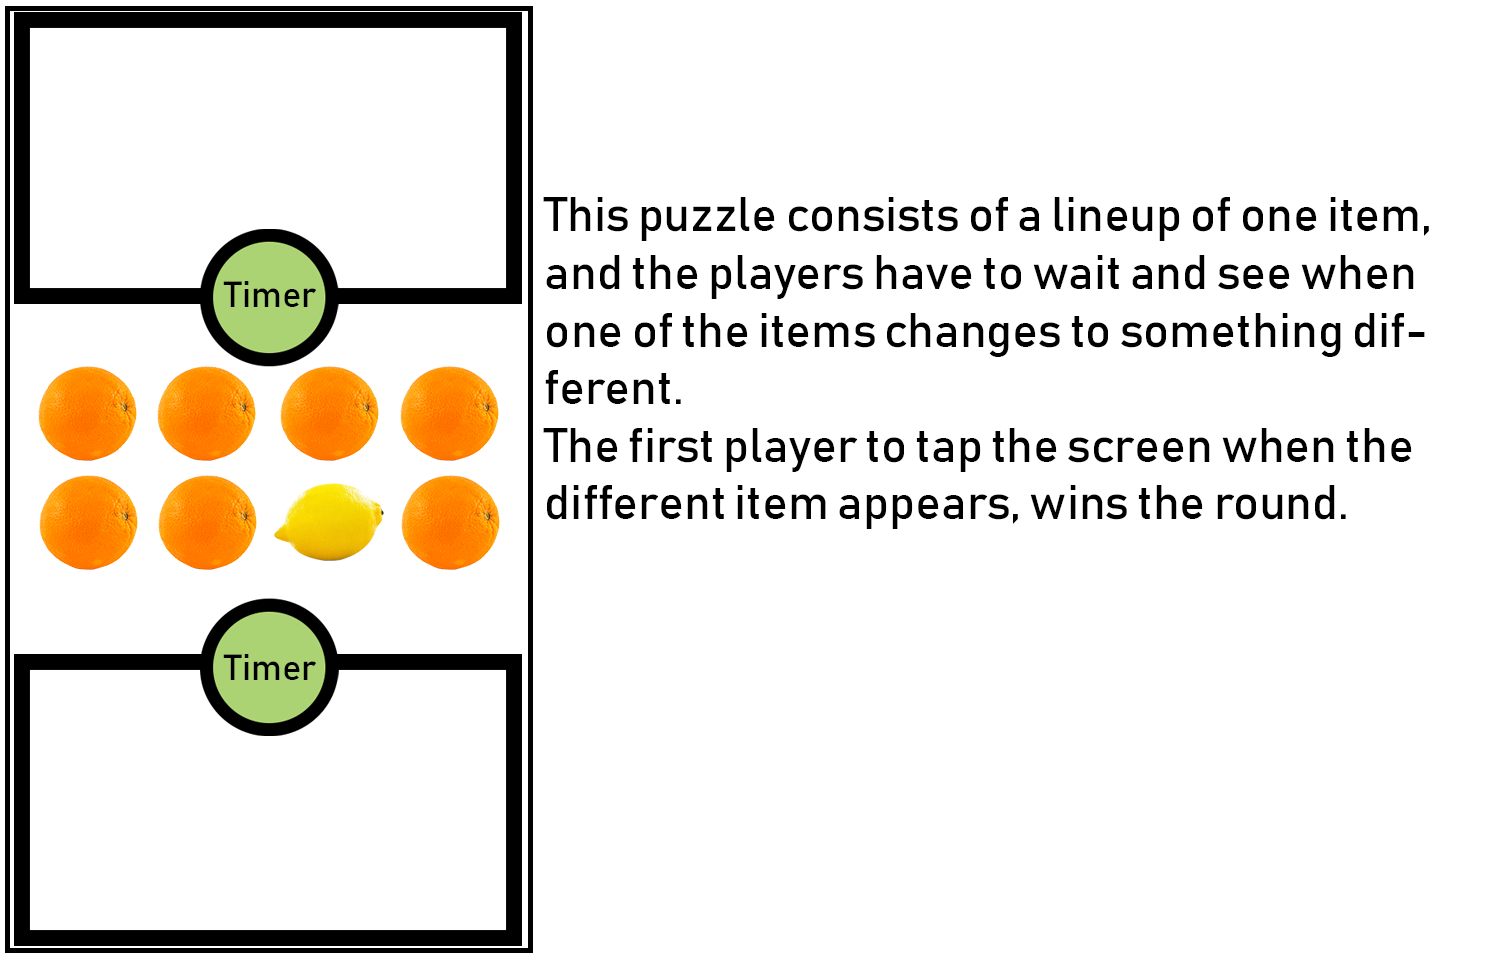 Timer
This puzzle consists of a lineup of one item,
and the players have to wait and see when
one of the items changes to something dif-
ferent.
The first player to tap the screen when the
different item appears, wins the round.
Timer